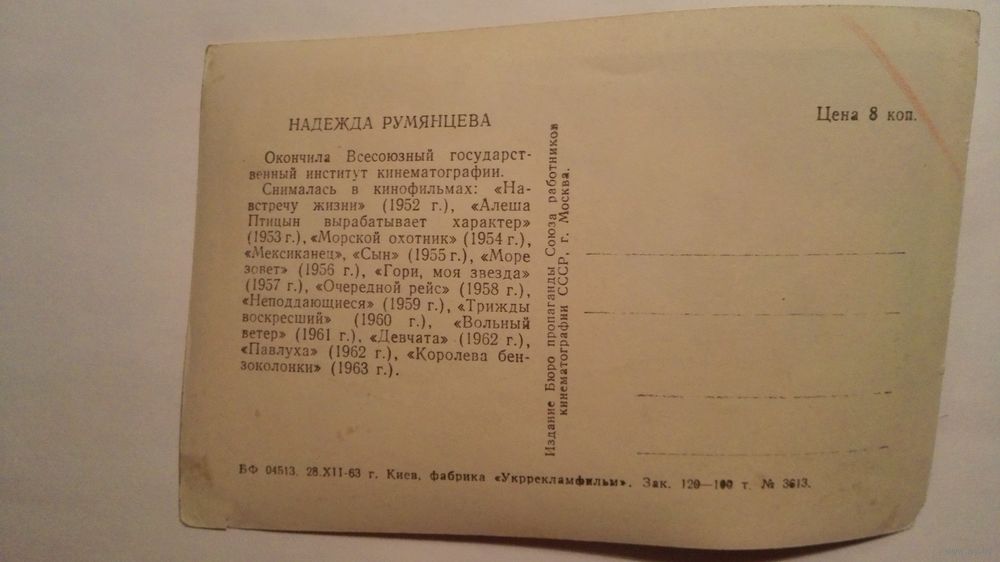 НАДЕЖДА РУМЯНЦЕВА
Окончила Всесоюзный государст-
венный институт кинематографии.
Снималась в кинофильмах: «На-
встречу жизни» (1952 г.), «Алеша
Птицын вырабатывает характер»
(1953 г.), «Морской охотник» (1954 г.),
«Мексиканец», «Сын» (1955 г.), «Море
зовет» (1956 г.), «Гори, моя звезда»
(1957 г.), «Очередной рейс» (1958 г.),
«Неподдающиеся» (1959 г.), «Трижды
воскресший» (1960 г.), «Вольный
ветер» (1961 г.), «Девчата» (1962 г.),
«Павлуха» (1962 г.), «Королева бен-
зоколонки» (1963 г.).
Издание Бюро пропаганды Союза работников
кинематографии СССР, г. Москва.
Цена 8 коп.
БФ 04513. 28.XII-63 г. Киев, фабрика «Укррекламфильм». Зак. 120—100 т. № 3613.